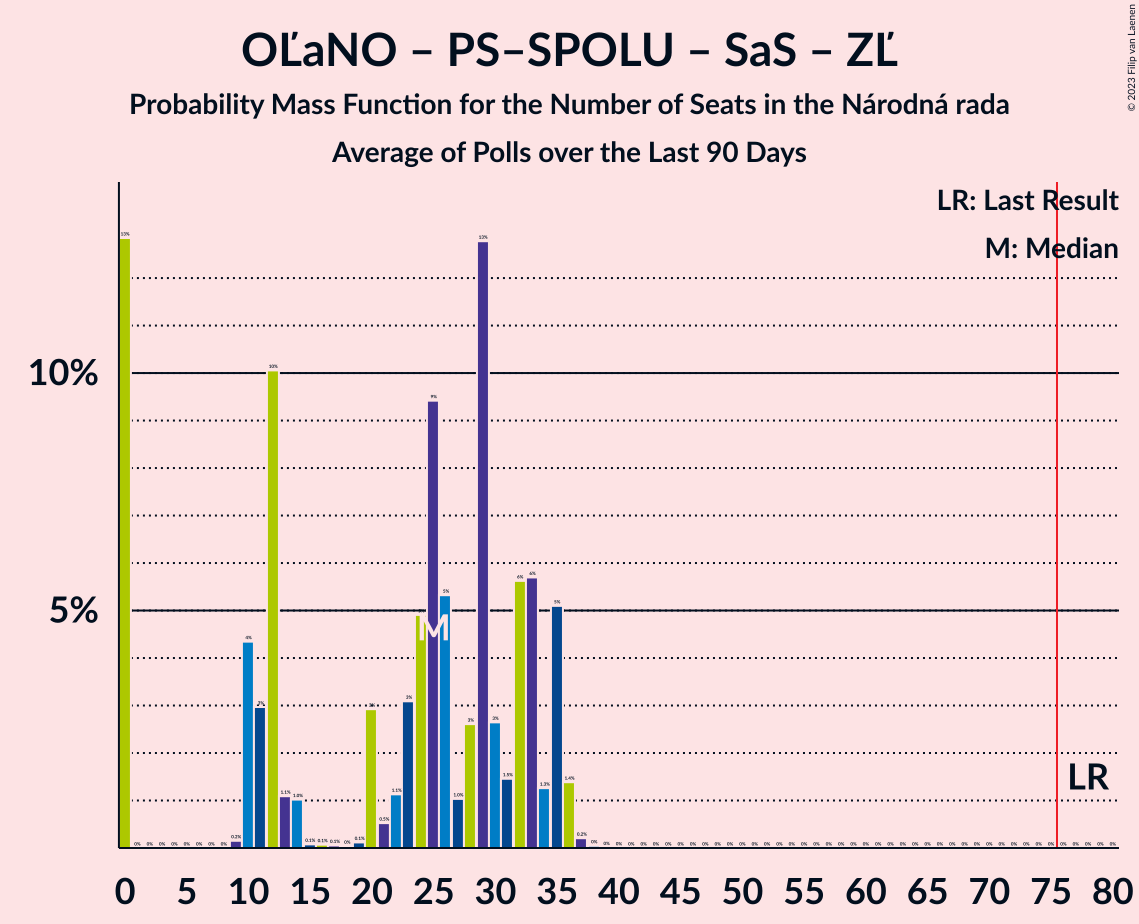 OĽaNO – PS–SPOLU – SaS – ZĽ
Probability Mass Function for the Number of Seats in the Národná rada
Average of Polls over the Last 90 Days
© 2023 Filip van Laenen
LR: Last Result
M: Median
10%
5%
M
LR
0 5 10 15 20 25 30 35 40 45 50 55 60 65 70 75 80